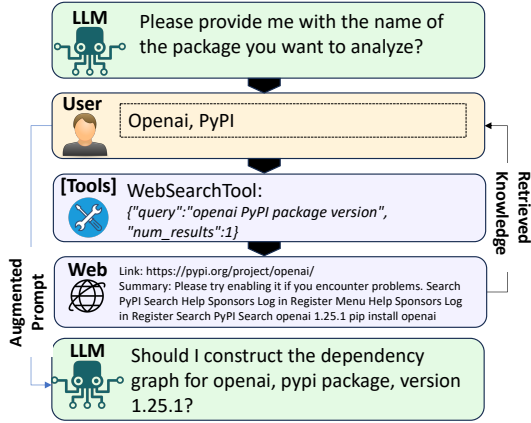 LLM
Please provide me with the name of
the package you want to analyze?
User
Openai, PyPI
[Tools]
WebSearchTool:
{"query":"openai PyPI package version",
"num_results":1}
Web
Link: https://pypi.org/project/openai/
Summary: Please try enabling it if you encounter problems. Search
PyPI Search Help Sponsors Log in Register Menu Help Sponsors Log
in Register Search PyPI Search openai 1.25.1 pip install openai
Retrieved
Knowledge
Augmented
Prompt
LLM
Should I construct the dependency
graph for openai, pypi package, version
1.25.1?